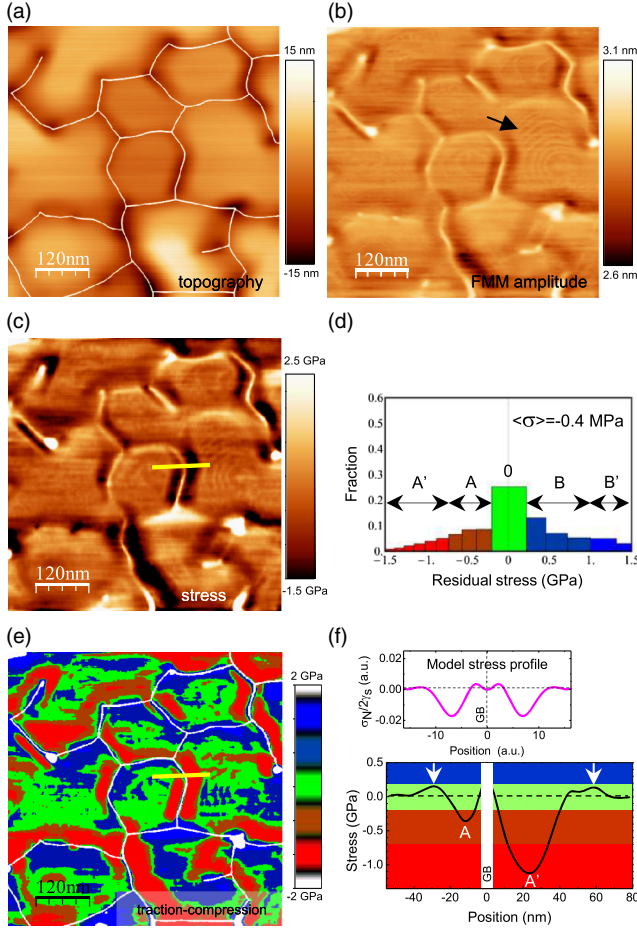 (a)
15 nm
120nm
topography
-15 nm
(b)
3.1 nm
120nm
FMM amplitude
2.6 nm
(c)
2.5 GPa
120nm
stress
-1.5 GPa
(d)
0.6
0.5
0.4
0.3
0.2
0.1
0
<σ>=-0.4 MPa
0
A' A B B'
-1.5 -1. -0.5 0 0.5 1. 1.5
Fraction
Residual stress (GPa)
(e)
2 GPa
120nm
traction-compression
-2 GPa
(f)
0.02
0.00
-0.02
σN/2γs (a.u.)
Model stress profile
GB
-10 0 10
Position (a.u.)
0.5
0.0
-0.5
-1.0
Stress (GPa)
A
A'
GB
-40 -20 0 20 40 60 80
Position (nm)